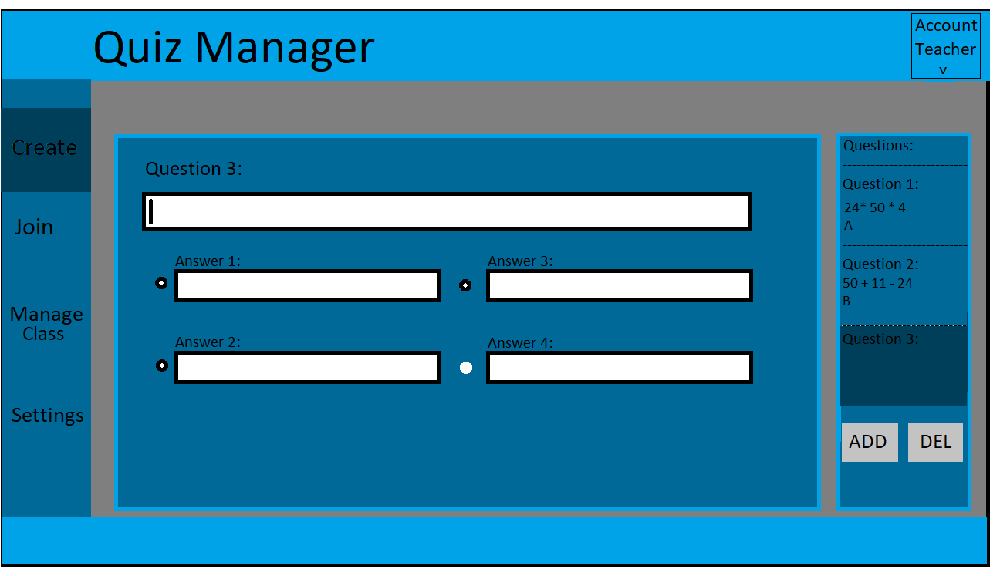 Quiz Manager
Account
Teacher
v
Create
Join
Manage
Class
Settings
Question 3:
Answer 1:
Answer 3:
Answer 2:
Answer 4:
Questions:
Question 1:
24* 50 * 4
A
Question 2:
50 + 11 - 24
B
Question 3:
ADD DEL